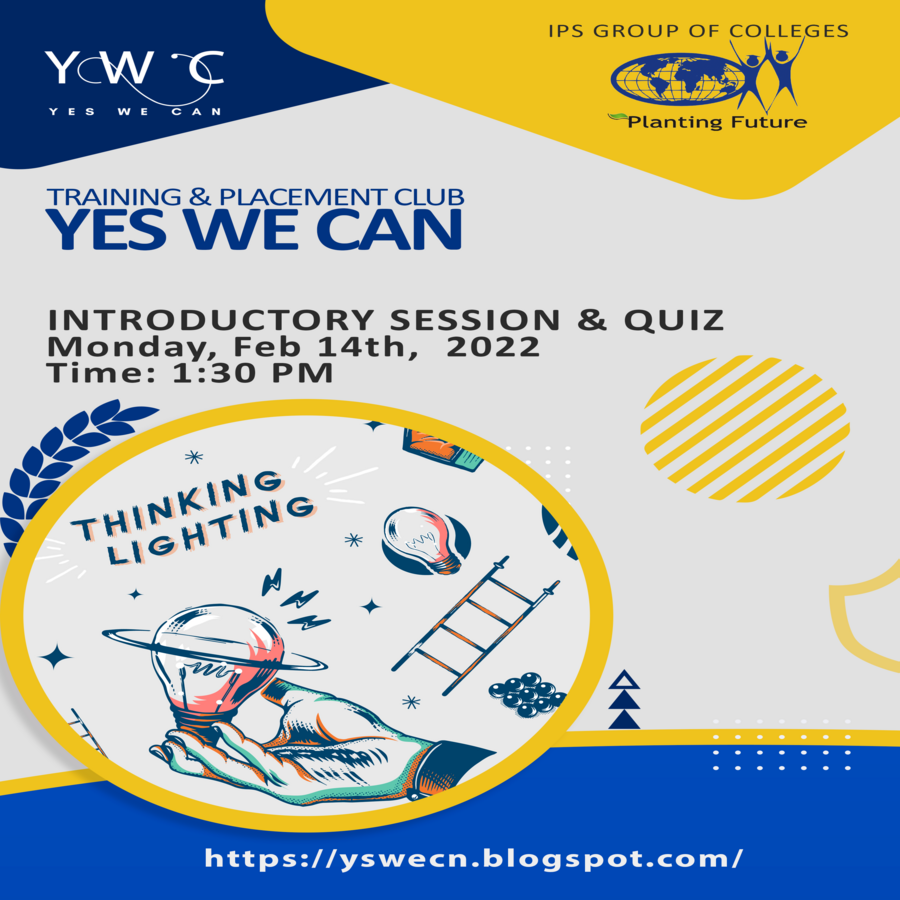 YWC
YES WE CAN
IPS GROUP OF COLLEGES
Planting Future
TRAINING & PLACEMENT CLUB
YES WE CAN
INTRODUCTORY SESSION & QUIZ
Monday, Feb 14th, 2022
Time: 1:30 PM
THINKING
LIGHTING
https://yswecn.blogspot.com/